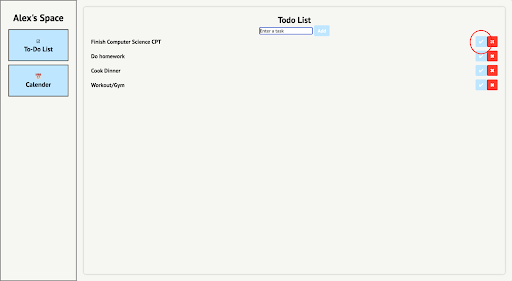 Alex's Space
To-Do List
Calender
Todo List
Enter a task
Add
Finish Computer Science CPT
Do homework
Cook Dinner
Workout/Gym